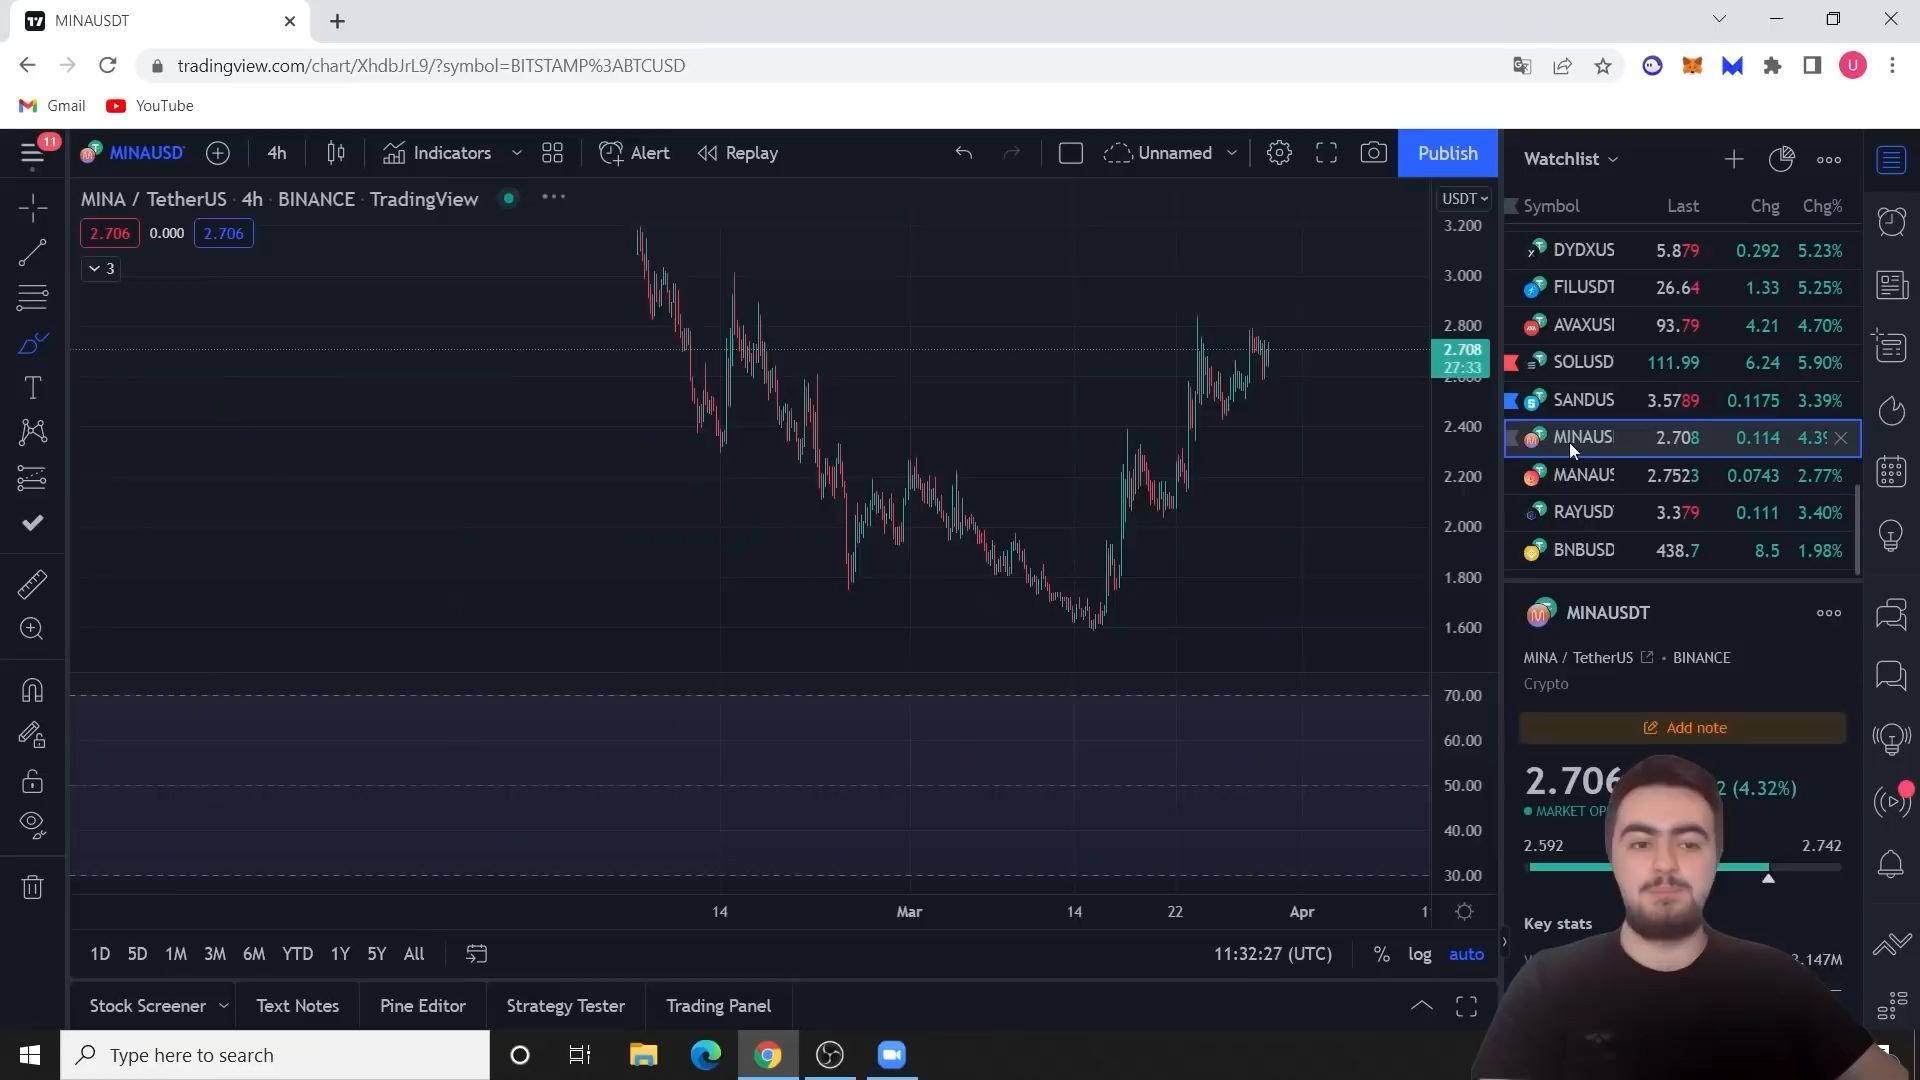 MINAUSDT
tradingview.com/chart/XhdbJrL9/?symbol=BITSTAMP%3ABTCUSD
U
Gmail YouTube
11
MINAUSD 4h Indicators Alert Replay Unnamed Publish
MINA / TetherUS · 4h · BINANCE · TradingView
2.706 0.000 2.706
3
USDT
3.200
3.000
2.800
2.708
27:33
2.400
2.200
2.000
1.800
1.600
70.00
60.00
50.00
40.00
30.00
14 Mar 14 22 Apr
1D 5D 1M 3M 6M YTD 1Y 5Y All 11:32:27 (UTC) % log auto
Stock Screener Text Notes Pine Editor Strategy Tester Trading Panel
Watchlist
Symbol Last Chg Chg%
DYDXUS 5.879 0.292 5.23%
FILUSDT 26.64 1.33 5.25%
AVAXUSI 93.79 4.21 4.70%
SOLUSD 111.99 6.24 5.90%
SANDUS 3.5789 0.1175 3.39%
MINAUS 2.708 0.114 4.39
MANAUS 2.7523 0.0743 2.77%
RAYUSD 3.379 0.111 3.40%
BNBUSD 438.7 8.5 1.98%
MINAUSDT
MINA / TetherUS • BINANCE
Crypto
Add note
2.706 2 (4.32%)
MARKET OP
2.592 2.742
Key stats
.147M
Type here to search